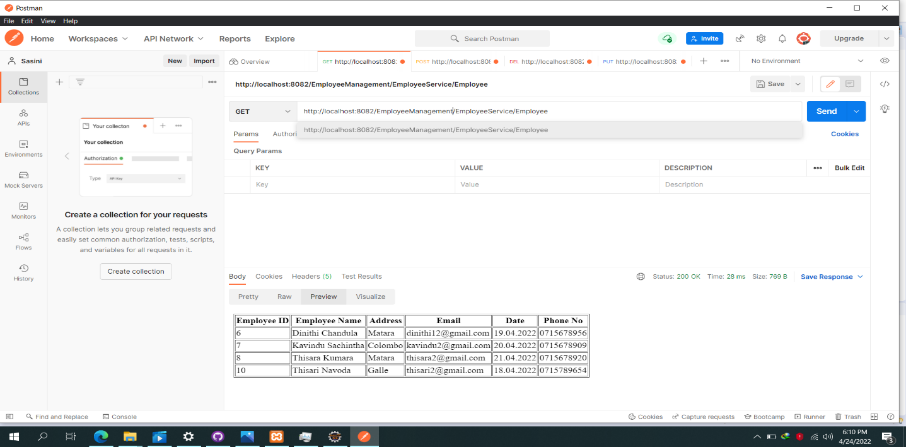 Postman
File Edit View Help
Home Workspaces API Network Reports Explore Search Postman Invite Upgrade
Sasini New Import Overview GET http://localhost:808 POST http://localhost:808 DEL http://localhost:808 PUT http://localhost:808 No Environment
Collections
APIs
Environments
Mock Servers
Monitors
Flows
History
Your collection
Your collection
Authorization
Type API Key
Create a collection for your requests
A collection lets you group related requests and
easily set common authorization, tests, scripts,
and variables for all requests in it.
Create collection
http://localhost:8082/EmployeeManagement/EmployeeService/Employee Save
GET http://localhost:8082/EmployeeManagement/EmployeeService/Employee Send
http://localhost:8082/EmployeeManagement/EmployeeService/Employee
Params Authori Cookies
Query Params
KEY VALUE DESCRIPTION Bulk Edit
Key Value Description
Body Cookies Headers (5) Test Results Status: 200 OK Time: 28 ms Size: 769 B Save Response
Pretty Raw Preview Visualize
Employee ID Employee Name Address Email Date Phone No
6 Dinithi Chandula Matara dinithi12@gmail.com 19.04.2022 0715678956
7 Kavindu Sachintha Colombo kavindu2@gmail.com 20.04.2022 0715678909
8 Thisara Kumara Matara thisara2@gmail.com 21.04.2022 0715678920
10 Thisari Navoda Galle thisari2@gmail.com 18.04.2022 0715789654
Find and Replace Console Cookies Capture requests Bootcamp Runner Trash
6:10 PM
4/24/2022